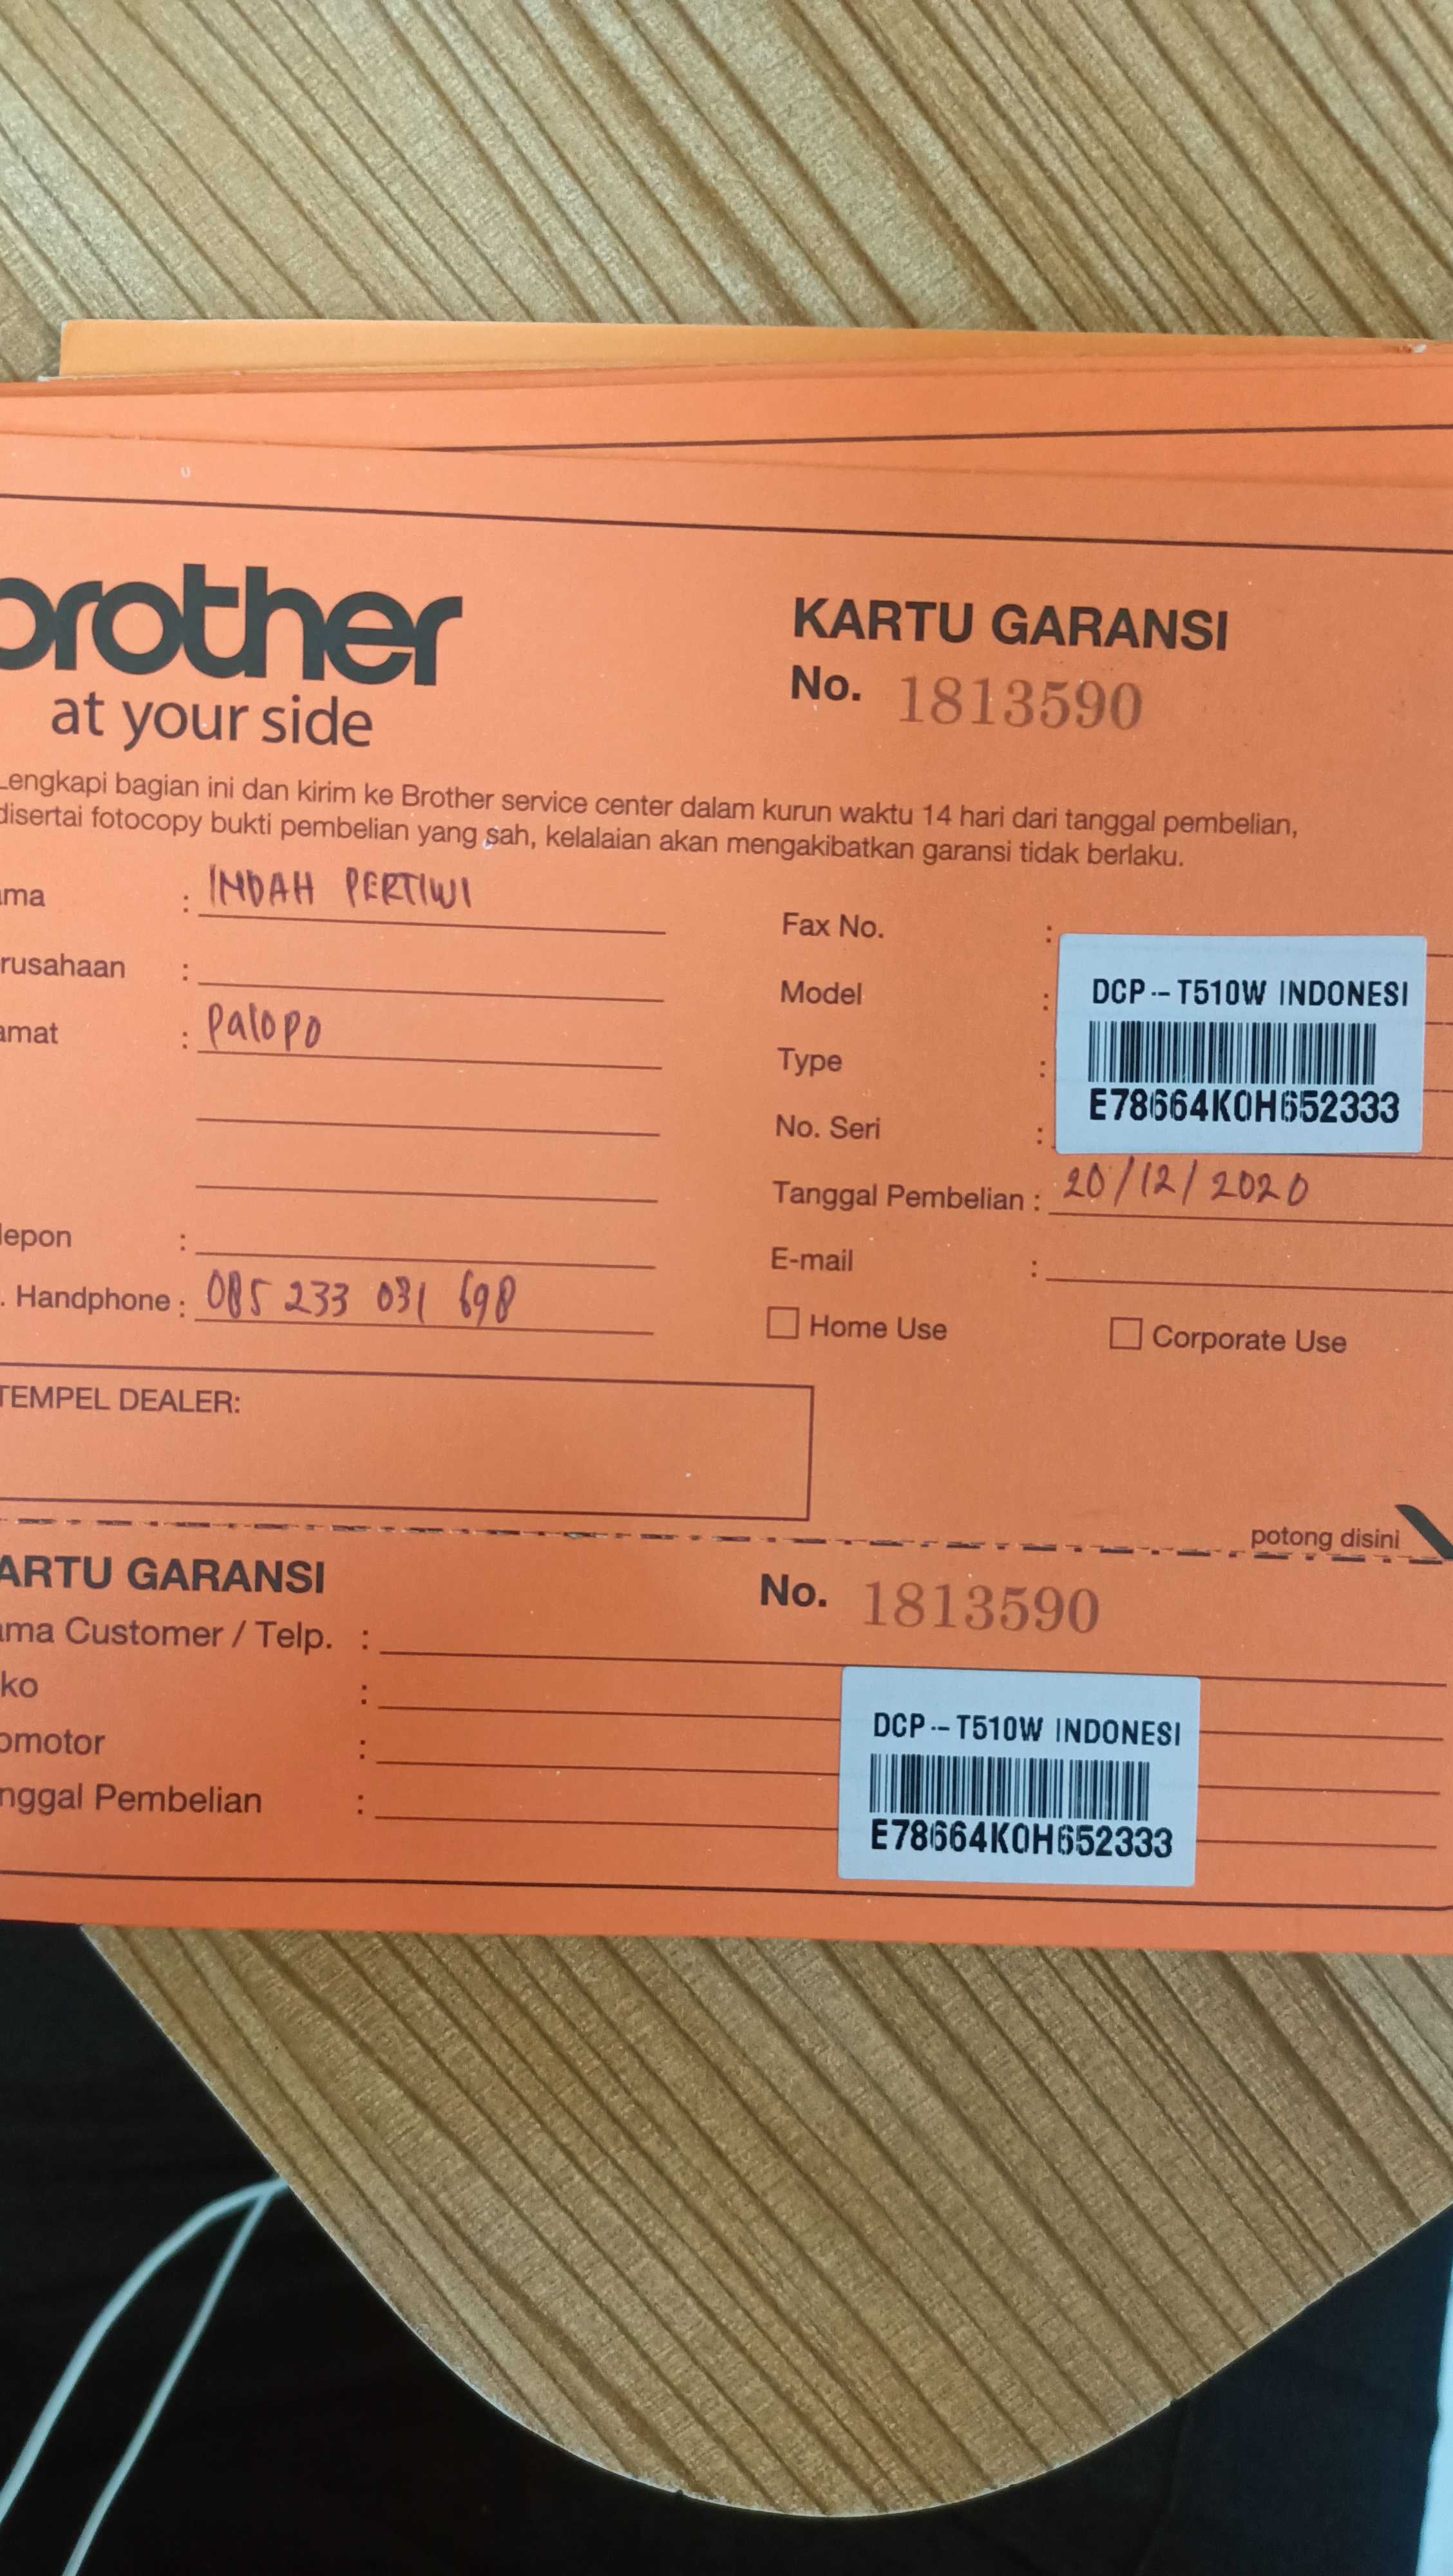 brother
at your side
KARTU GARANSI
No. 1813590
Lengkapi bagian ini dan kirim ke Brother service center dalam kurun waktu 14 hari dari tanggal pembelian,
disertai fotocopy bukti pembelian yang sah, kelalaian akan mengakibatkan garansi tidak berlaku.
ama : INDAH PERTIWI
rusahaan :
amat : Palopo
lepon :
. Handphone : 085 233 031 698
Fax No. :
Model :
Type :
No. Seri :
DCP-T510W INDONESI
E78664K0H652333
Tanggal Pembelian : 20/12/2020
E-mail :
Home Use Corporate Use
TEMPEL DEALER:
potong disini
ARTU GARANSI
No. 1813590
ama Customer / Telp. :
ko :
omotor :
nggal Pembelian :
DCP-T510W INDONESI
E78664K0H652333